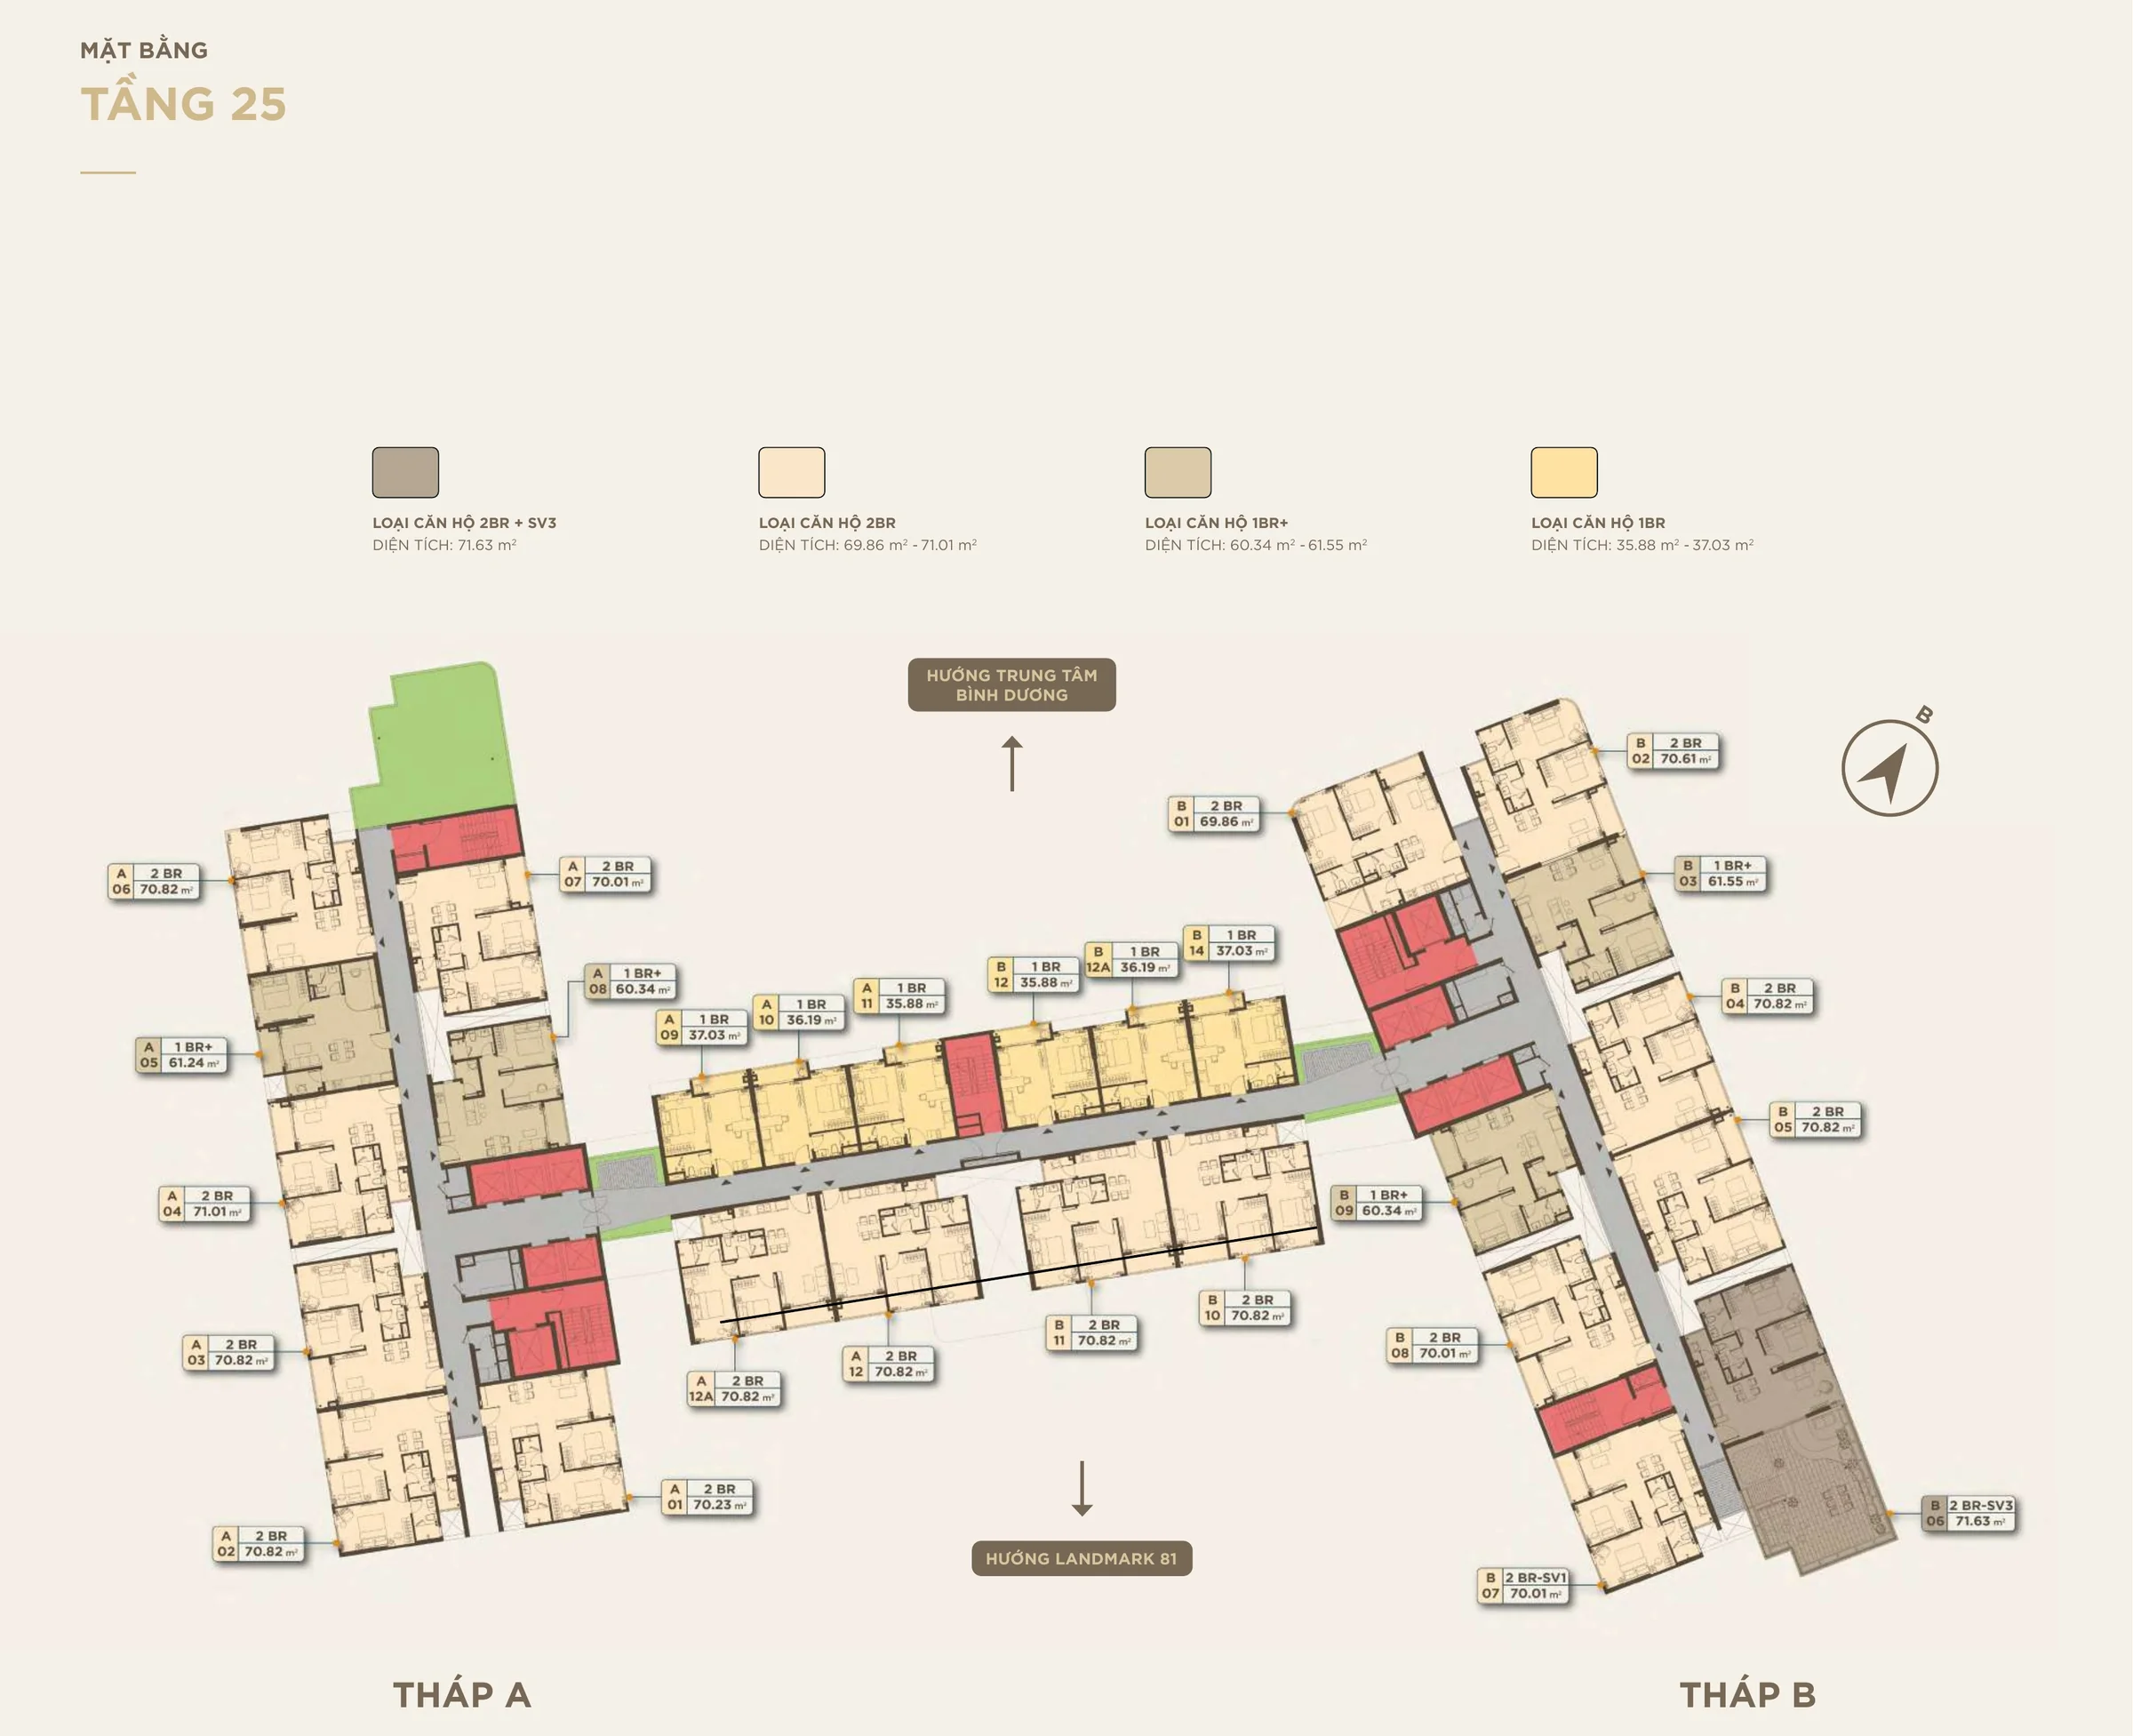 MẶT BẰNG
TẦNG 25
LOẠI CĂN HỘ 2BR + SV3
DIỆN TÍCH: 71.63 m²
LOẠI CĂN HỘ 2BR
DIỆN TÍCH: 69.86 m² - 71.01 m²
LOẠI CĂN HỘ 1BR+
DIỆN TÍCH: 60.34 m² - 61.55 m²
LOẠI CĂN HỘ 1BR
DIỆN TÍCH: 35.88 m² - 37.03 m²
HƯỚNG TRUNG TÂM
BÌNH DƯƠNG
B
B 2 BR
02 70.61 m²
B 2 BR
01 69.86 m²
A 2 BR
06 70.82 m²
A 2 BR
07 70.01 m²
B 1 BR+
03 61.55 m²
A 1 BR+
08 60.34 m²
A 1 BR
09 37.03 m²
A 1 BR
10 36.19 m²
A 1 BR
11 35.88 m²
B 1 BR
12 35.88 m²
B 1 BR
12A 36.19 m²
B 1 BR
14 37.03 m²
B 2 BR
04 70.82 m²
A 1 BR+
05 61.24 m²
B 2 BR
05 70.82 m²
A 2 BR
04 71.01 m²
B 1 BR+
09 60.34 m²
A 2 BR
03 70.82 m²
A 2 BR
12A 70.82 m²
A 2 BR
12 70.82 m²
B 2 BR
11 70.82 m²
B 2 BR
10 70.82 m²
B 2 BR
08 70.01 m²
A 2 BR
01 70.23 m²
A 2 BR
02 70.82 m²
B 2 BR-SV3
06 71.63 m²
B 2 BR-SV1
07 70.01 m²
HƯỚNG LANDMARK 81
THÁP A
THÁP B